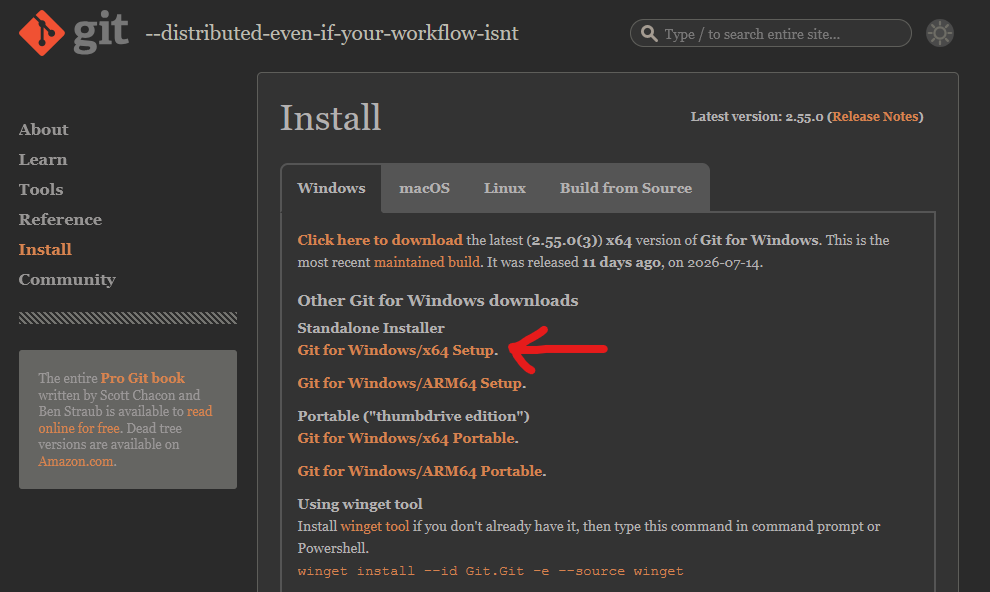 git --distributed-even-if-your-workflow-isnt
Type / to search entire site...
About
Learn
Tools
Reference
Install
Community
The entire Pro Git book
written by Scott Chacon and
Ben Straub is available to read
online for free. Dead tree
versions are available on
Amazon.com.
Install
Latest version: 2.55.0 (Release Notes)
Windows
macOS
Linux
Build from Source
Click here to download the latest (2.55.0(3)) x64 version of Git for Windows. This is the
most recent maintained build. It was released 11 days ago, on 2026-07-14.
Other Git for Windows downloads
Standalone Installer
Git for Windows/x64 Setup.
Git for Windows/ARM64 Setup.
Portable ("thumbdrive edition")
Git for Windows/x64 Portable.
Git for Windows/ARM64 Portable.
Using winget tool
Install winget tool if you don't already have it, then type this command in command prompt or
Powershell.
winget install --id Git.Git -e --source winget